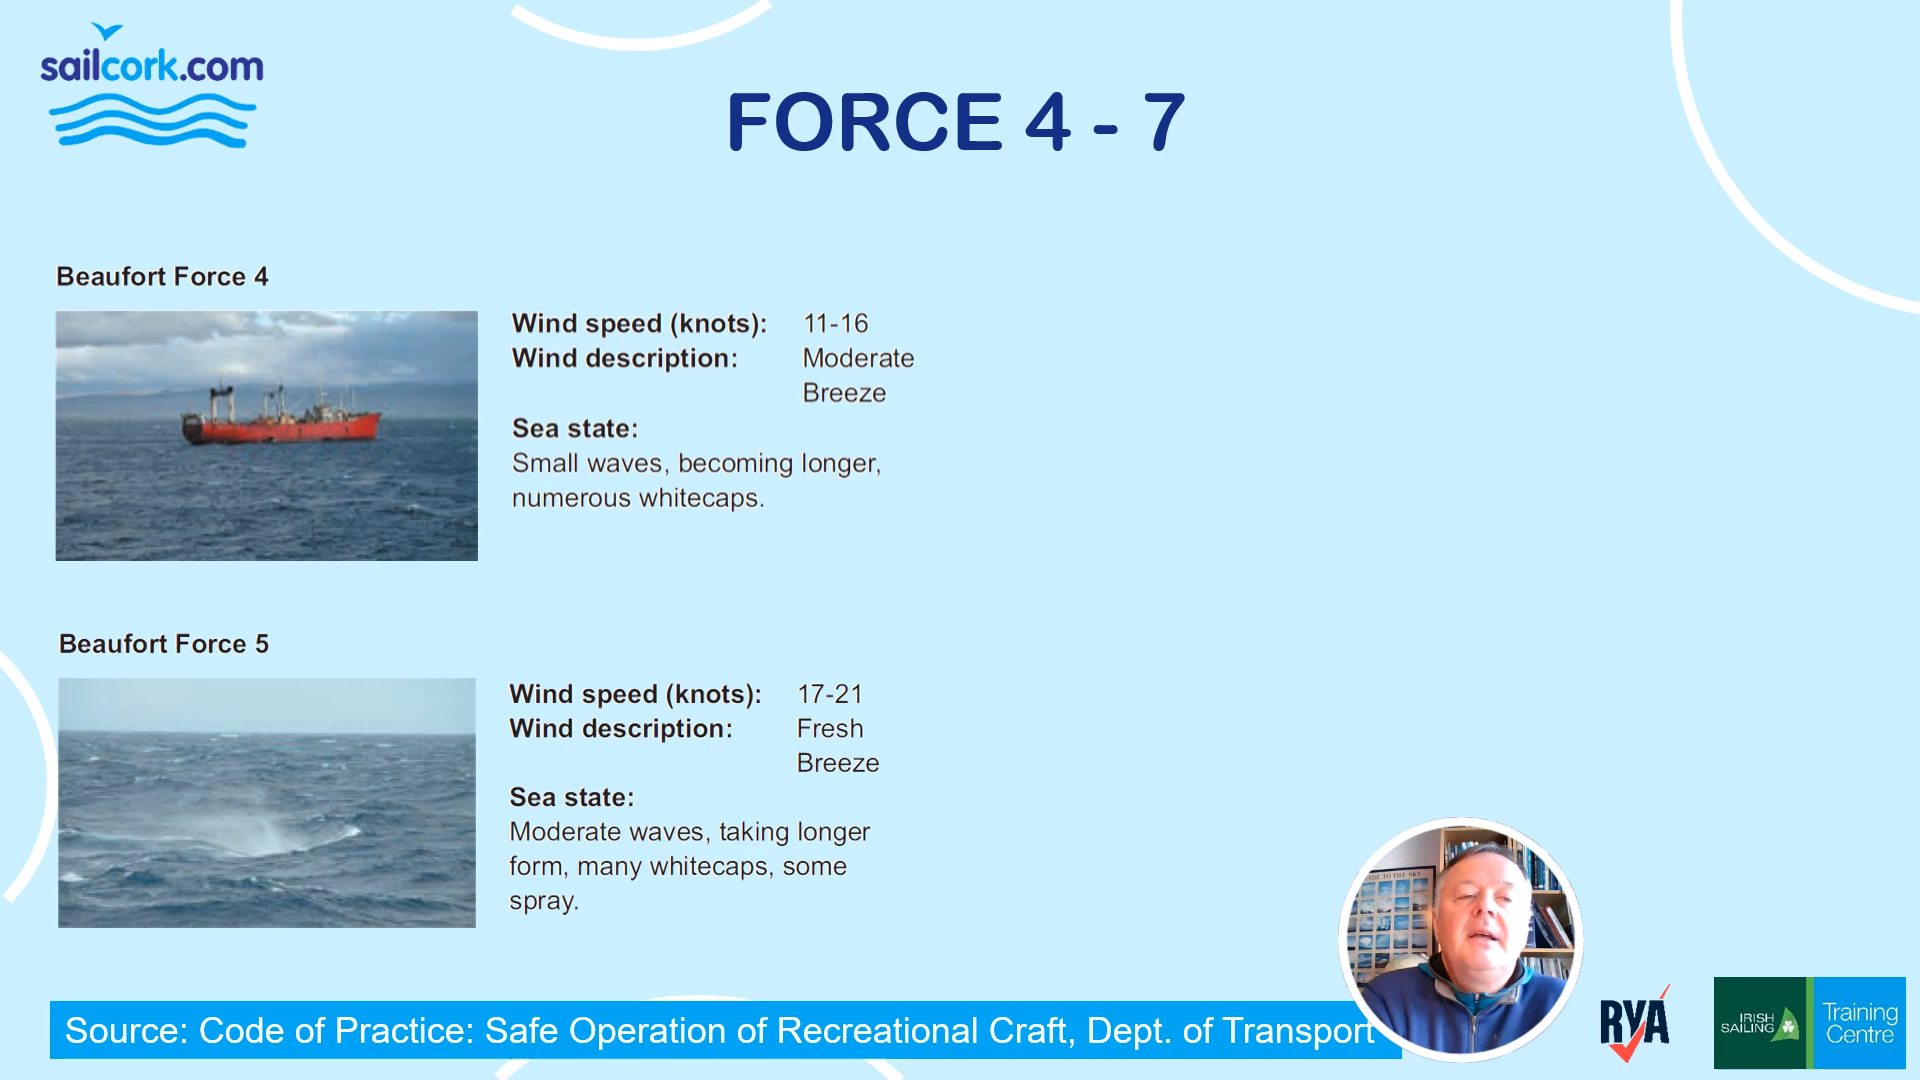 sailcork.com
FORCE 4 - 7
Beaufort Force 4
Wind speed (knots): 11-16
Wind description: Moderate
Breeze
Sea state:
Small waves, becoming longer,
numerous whitecaps.
Beaufort Force 5
Wind speed (knots): 17-21
Wind description: Fresh
Breeze
Sea state:
Moderate waves, taking longer
form, many whitecaps, some
spray.
Source: Code of Practice: Safe Operation of Recreational Craft, Dept. of Transport
TO THE SKY
RYA
IRISH
SAILING
Training
Centre